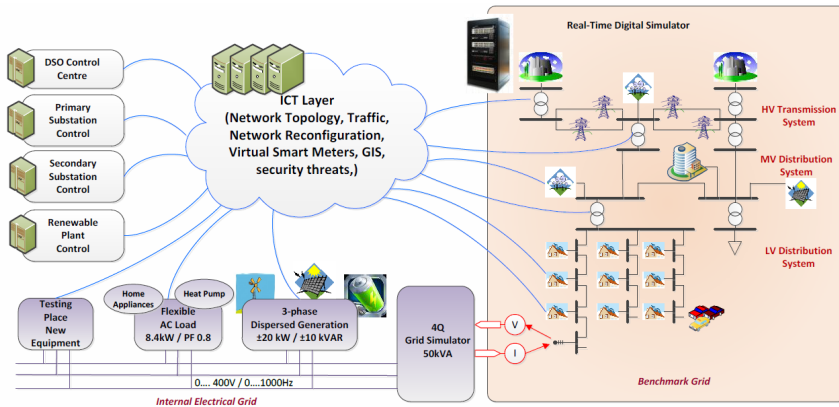 Real-Time Digital Simulator
DSO Control
Centre
Primary
Substation
Control
Secondary
Substation
Control
Renewable
Plant
Control
ICT Layer
(Network Topology, Traffic,
Network Reconfiguration,
Virtual Smart Meters, GIS,
security threats,)
HV Transmission
System
MV Distribution
System
LV Distribution
System
Home
Appliances
Heat Pump
Testing
Place
New
Equipment
Flexible
AC Load
8.4kW / PF 0.8
3-phase
Dispersed Generation
±20 kW / ±10 kVAR
4Q
Grid Simulator
50kVA
V
I
0.... 400V / 0....1000Hz
Internal Electrical Grid
Benchmark Grid